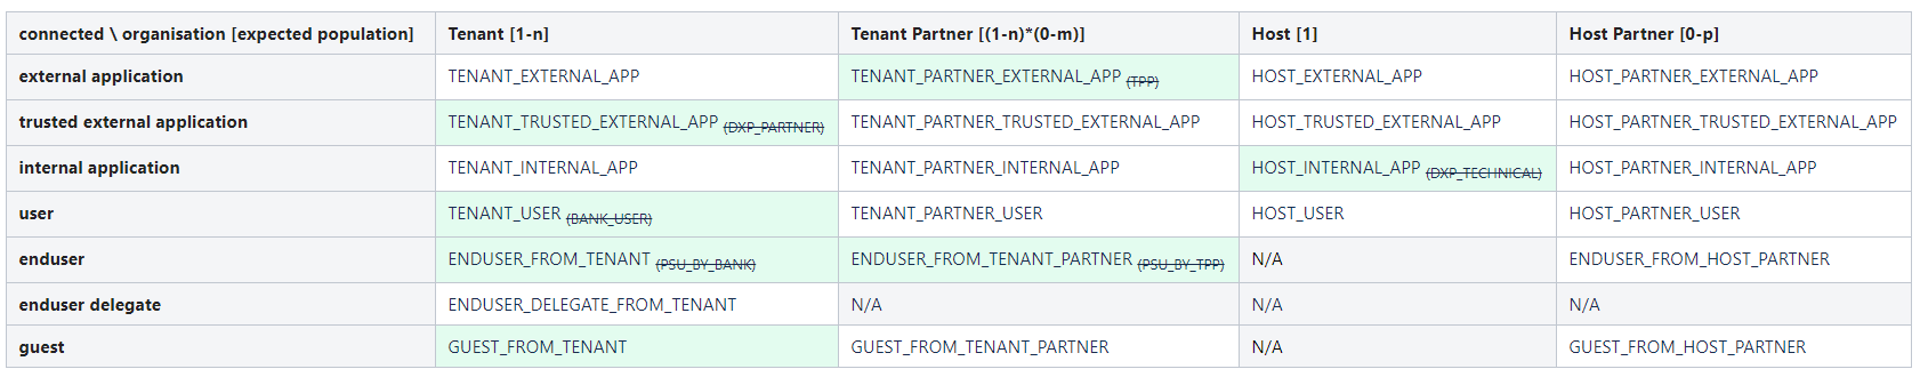 connected \ organisation [expected population] Tenant [1-n] Tenant Partner [(1-n)*(0-m)] Host [1] Host Partner [0-p]
external application TENANT_EXTERNAL_APP TENANT_PARTNER_EXTERNAL_APP (TPP) HOST_EXTERNAL_APP HOST_PARTNER_EXTERNAL_APP
trusted external application TENANT_TRUSTED_EXTERNAL_APP (DXP_PARTNER) TENANT_PARTNER_TRUSTED_EXTERNAL_APP HOST_TRUSTED_EXTERNAL_APP HOST_PARTNER_TRUSTED_EXTERNAL_APP
internal application TENANT_INTERNAL_APP TENANT_PARTNER_INTERNAL_APP HOST_INTERNAL_APP (DXP_TECHNICAL) HOST_PARTNER_INTERNAL_APP
user TENANT_USER (BANK_USER) TENANT_PARTNER_USER HOST_USER HOST_PARTNER_USER
enduser ENDUSER_FROM_TENANT (PSU_BY_BANK) ENDUSER_FROM_TENANT_PARTNER (PSU_BY_TPP) N/A ENDUSER_FROM_HOST_PARTNER
enduser delegate ENDUSER_DELEGATE_FROM_TENANT N/A N/A N/A
guest GUEST_FROM_TENANT GUEST_FROM_TENANT_PARTNER N/A GUEST_FROM_HOST_PARTNER